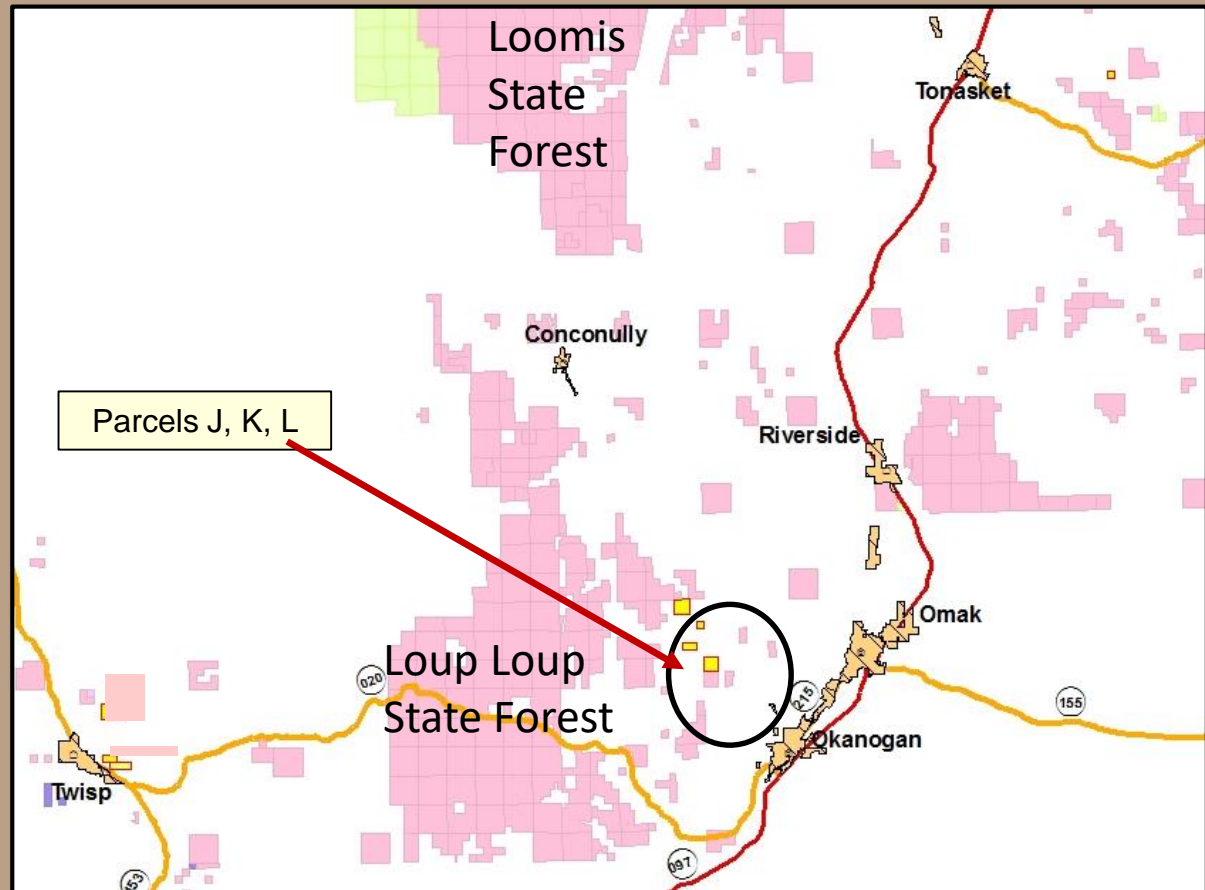 Loomis
State
Forest
Tonasket
Conconully
Parcels J, K, L
Riverside
Omak
Loup Loup
State Forest
020
215
155
Okanogan
Twisp
097
153